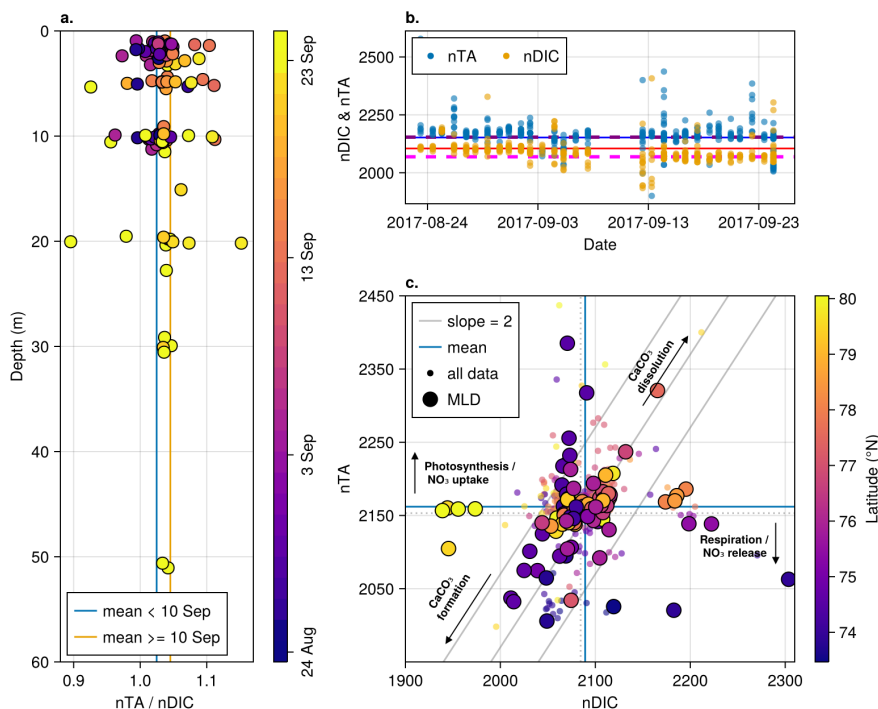 a.
0
10
20
30
40
50
60
Depth (m)
0.9
1.0
1.1
nTA / nDIC
mean < 10 Sep
mean >= 10 Sep
23 Sep
13 Sep
3 Sep
24 Aug
b.
nTA
nDIC
2500
2250
2000
nDIC & nTA
2017-08-24
2017-09-03
2017-09-13
2017-09-23
Date
c.
2450
2350
2250
2150
2050
nTA
slope = 2
mean
all data
MLD
CaCO₃
dissolution
Photosynthesis /
NO₃ uptake
Respiration /
NO₃ release
CaCO₃
formation
1900
2000
2100
2200
2300
nDIC
80
79
78
77
76
75
74
Latitude (°N)